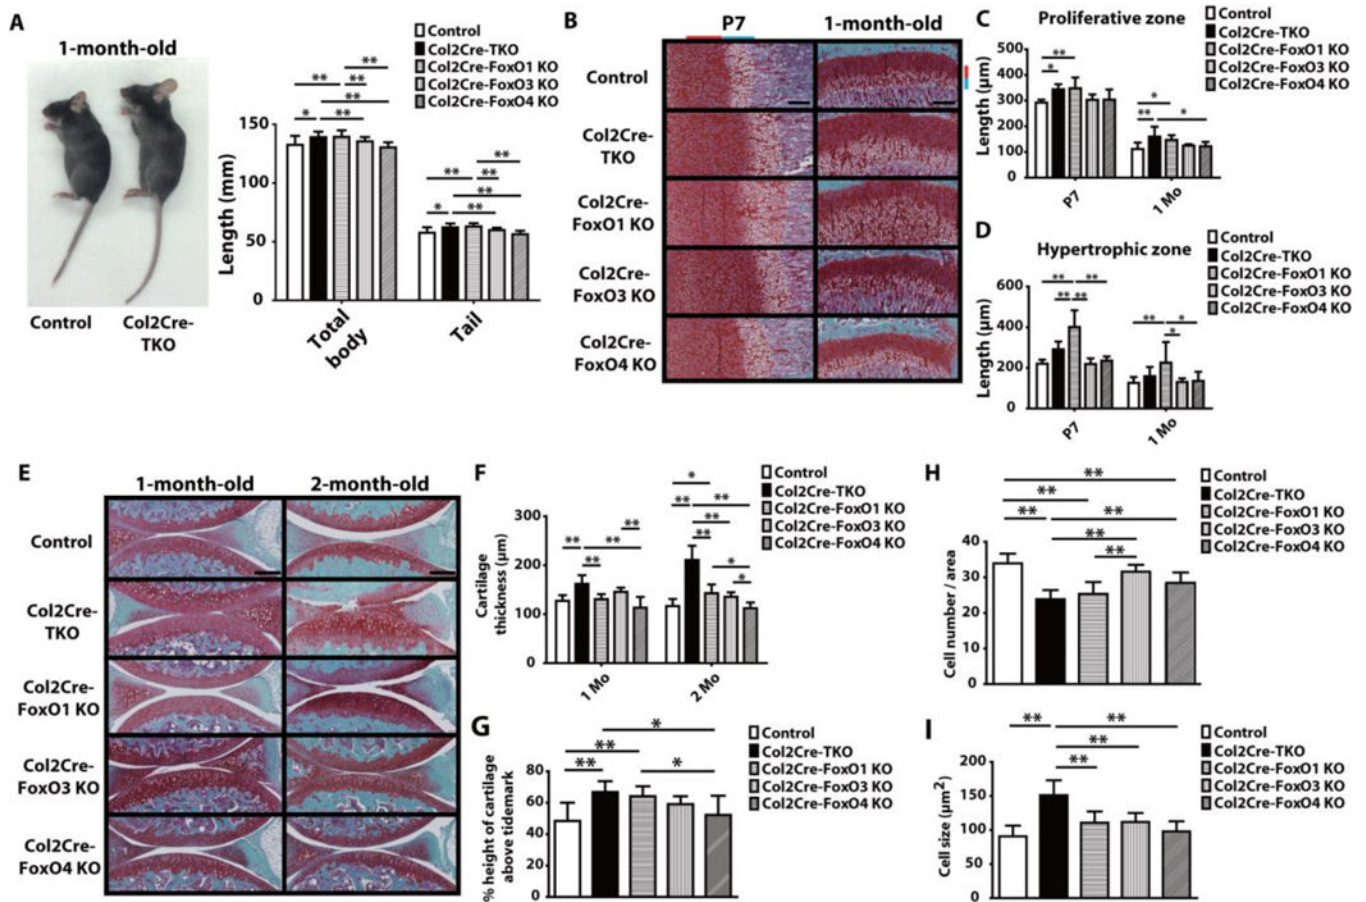 A
1-month-old
Control
Col2Cre-
TKO
Control
Col2Cre-TKO
Col2Cre-FoxO1 KO
Col2Cre-FoxO3 KO
Col2Cre-FoxO4 KO
** **
** **
** **
* **
**
** **
**
* **
Length (mm)
150
100
50
0
Total
body
Tail
B
P7
1-month-old
Control
Col2Cre-
TKO
Col2Cre-
FoxO1 KO
Col2Cre-
FoxO3 KO
Col2Cre-
FoxO4 KO
C
Proliferative zone
Control
Col2Cre-TKO
Col2Cre-FoxO1 KO
Col2Cre-FoxO3 KO
Col2Cre-FoxO4 KO
Length (µm)
500
400
300
200
100
0
**
*
*
** *
P7
1 Mo
D
Hypertrophic zone
Control
Col2Cre-TKO
Col2Cre-FoxO1 KO
Col2Cre-FoxO3 KO
Col2Cre-FoxO4 KO
Length (µm)
600
400
200
0
** **
** **
** *
*
P7
1 Mo
E
1-month-old
2-month-old
Control
Col2Cre-
TKO
Col2Cre-
FoxO1 KO
Col2Cre-
FoxO3 KO
Col2Cre-
FoxO4 KO
F
Control
Col2Cre-TKO
Col2Cre-FoxO1 KO
Col2Cre-FoxO3 KO
Col2Cre-FoxO4 KO
Cartilage
thickness (µm)
300
200
100
0
**
** **
**
*
** **
**
** *
*
1 Mo
2 Mo
G
Control
Col2Cre-TKO
Col2Cre-FoxO1 KO
Col2Cre-FoxO3 KO
Col2Cre-FoxO4 KO
% height of cartilage
above tidemark
80
60
40
20
0
*
**
** *
H
Control
Col2Cre-TKO
Col2Cre-FoxO1 KO
Col2Cre-FoxO3 KO
Col2Cre-FoxO4 KO
Cell number / area
40
30
20
10
0
**
**
** **
**
**
I
Control
Col2Cre-TKO
Col2Cre-FoxO1 KO
Col2Cre-FoxO3 KO
Col2Cre-FoxO4 KO
Cell size (µm²)
200
150
100
50
0
** **
**
**